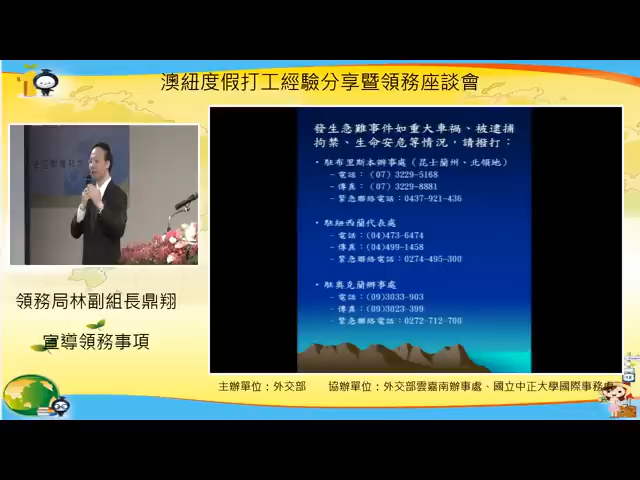 澳紐度假打工經驗分享暨領務座談會
發生急難事件如重大車禍、被逮捕
拘禁、生命安危等情況，請撥打：
・駐布里斯本辦事處（昆士蘭州、北領地）
－電話：（07）3229-5168
－傳真：（07）3229-8881
－緊急聯絡電話：0437-921-436
・駐紐西蘭代表處
－電話：(04)473-6474
－傳真：(04)499-1458
－緊急聯絡電話：0274-495-300
・駐奧克蘭辦事處
－電話：(09)3033-903
－傳真：(09)3023-399
－緊急聯絡電話：0272-712-700
領務局林副組長鼎翔
宣導領務事項
主辦單位：外交部 協辦單位：外交部雲嘉南辦事處、國立中正大學國際事務處